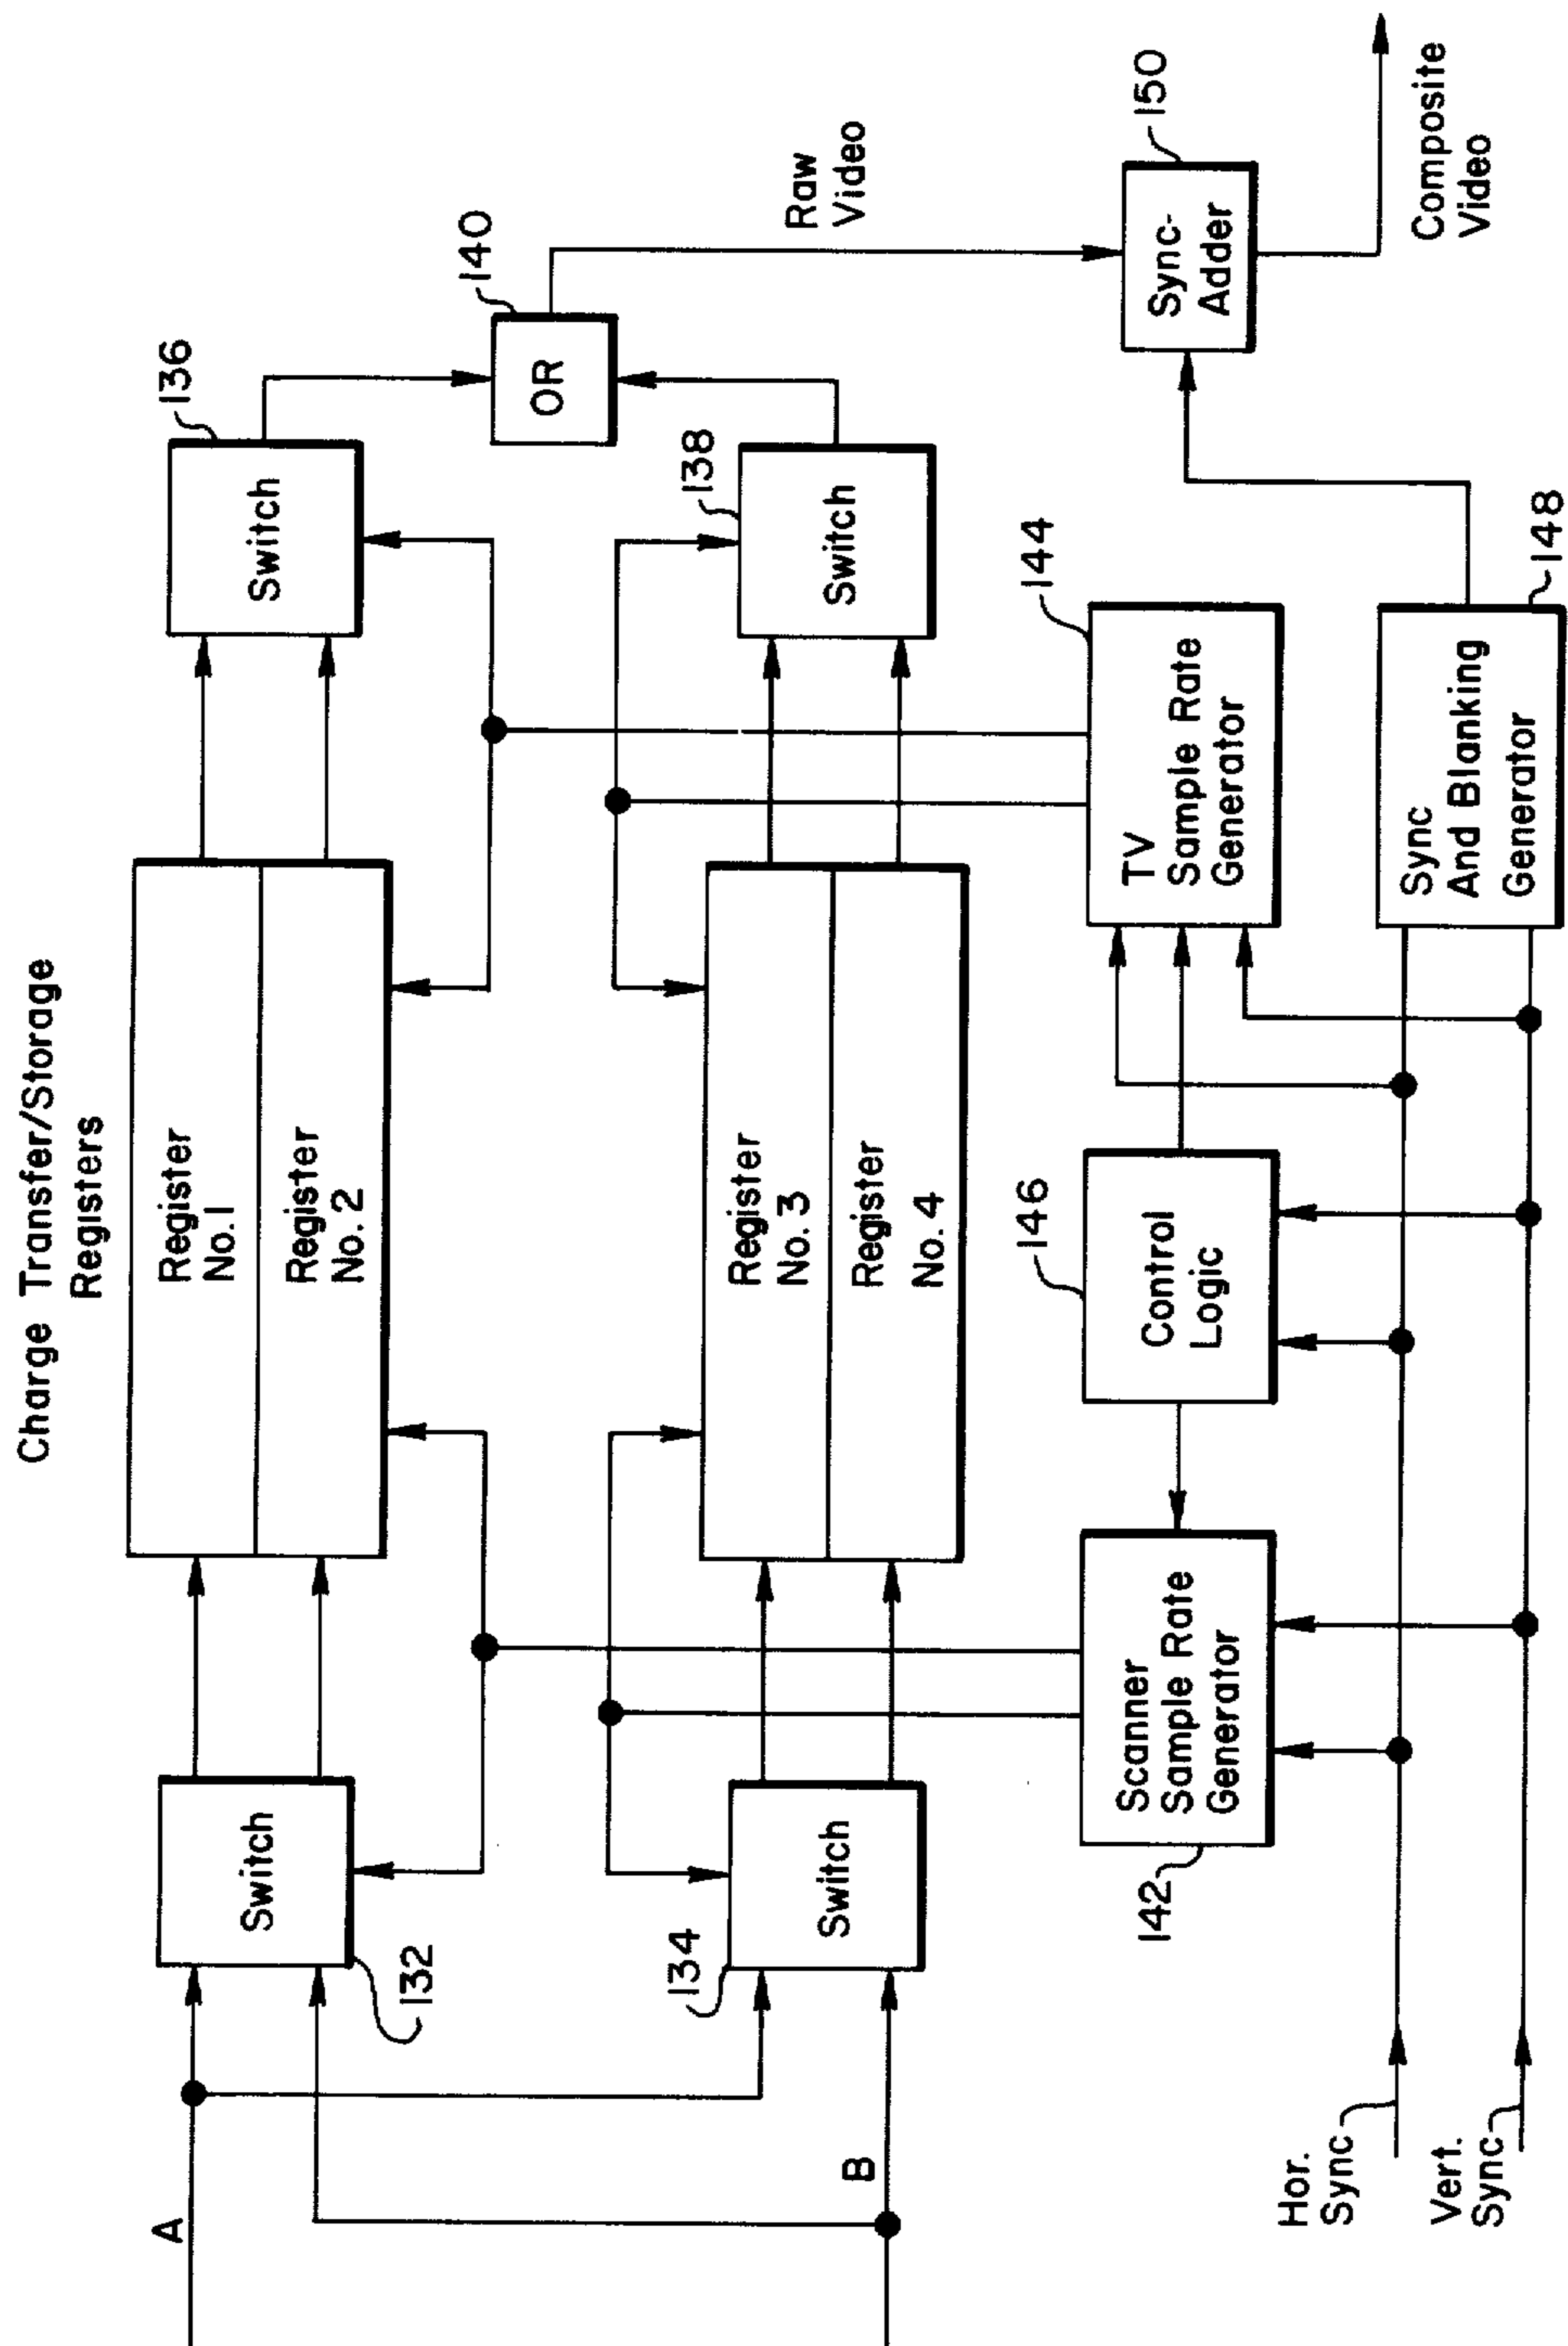 Charge Transfer/Storage
Registers
A
Switch
132
Register
No.1
Register
No.2
Switch
136
OR
140
Raw
Video
B
134
Switch
Register
No.3
Register
No.4
Switch
138
142
Scanner
Sample Rate
Generator
146
Control
Logic
144
TV
Sample Rate
Generator
Sync-
Adder
150
Hor.
Sync
Vert.
Sync
Sync
And Blanking
Generator
148
Composite
Video